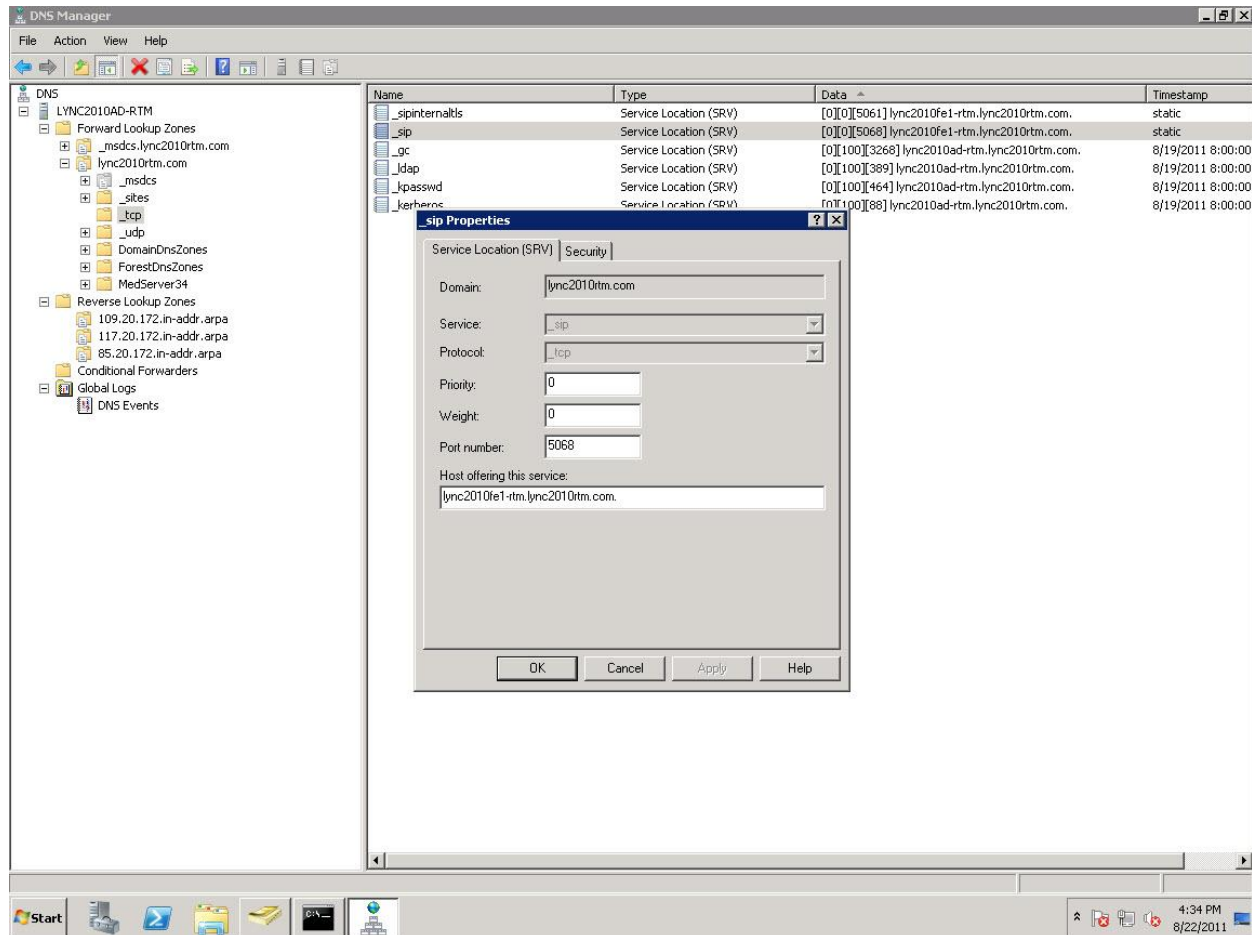 DNS Manager
File Action View Help
DNS
LYNC2010AD-RTM
Forward Lookup Zones
_msdcs.lync2010rtm.com
lync2010rtm.com
_msdcs
_sites
_tcp
_udp
DomainDnsZones
ForestDnsZones
MedServer34
Reverse Lookup Zones
109.20.172.in-addr.arpa
117.20.172.in-addr.arpa
85.20.172.in-addr.arpa
Conditional Forwarders
Global Logs
DNS Events
Name Type Data Timestamp
_sipinternaltls Service Location (SRV) [0][0][5061] lync2010fe1-rtm.lync2010rtm.com. static
_sip Service Location (SRV) [0][0][5068] lync2010fe1-rtm.lync2010rtm.com. static
_gc Service Location (SRV) [0][100][3268] lync2010ad-rtm.lync2010rtm.com. 8/19/2011 8:00:00
_ldap Service Location (SRV) [0][100][389] lync2010ad-rtm.lync2010rtm.com. 8/19/2011 8:00:00
_kpasswd Service Location (SRV) [0][100][464] lync2010ad-rtm.lync2010rtm.com. 8/19/2011 8:00:00
_kerberos Service Location (SRV) [0][100][88] lync2010ad-rtm.lync2010rtm.com. 8/19/2011 8:00:00
_sip Properties
Service Location (SRV) Security
Domain: lync2010rtm.com
Service: _sip
Protocol: _tcp
Priority: 0
Weight: 0
Port number: 5068
Host offering this service:
lync2010fe1-rtm.lync2010rtm.com.
OK Cancel Apply Help
Start
C:\
4:34 PM
8/22/2011